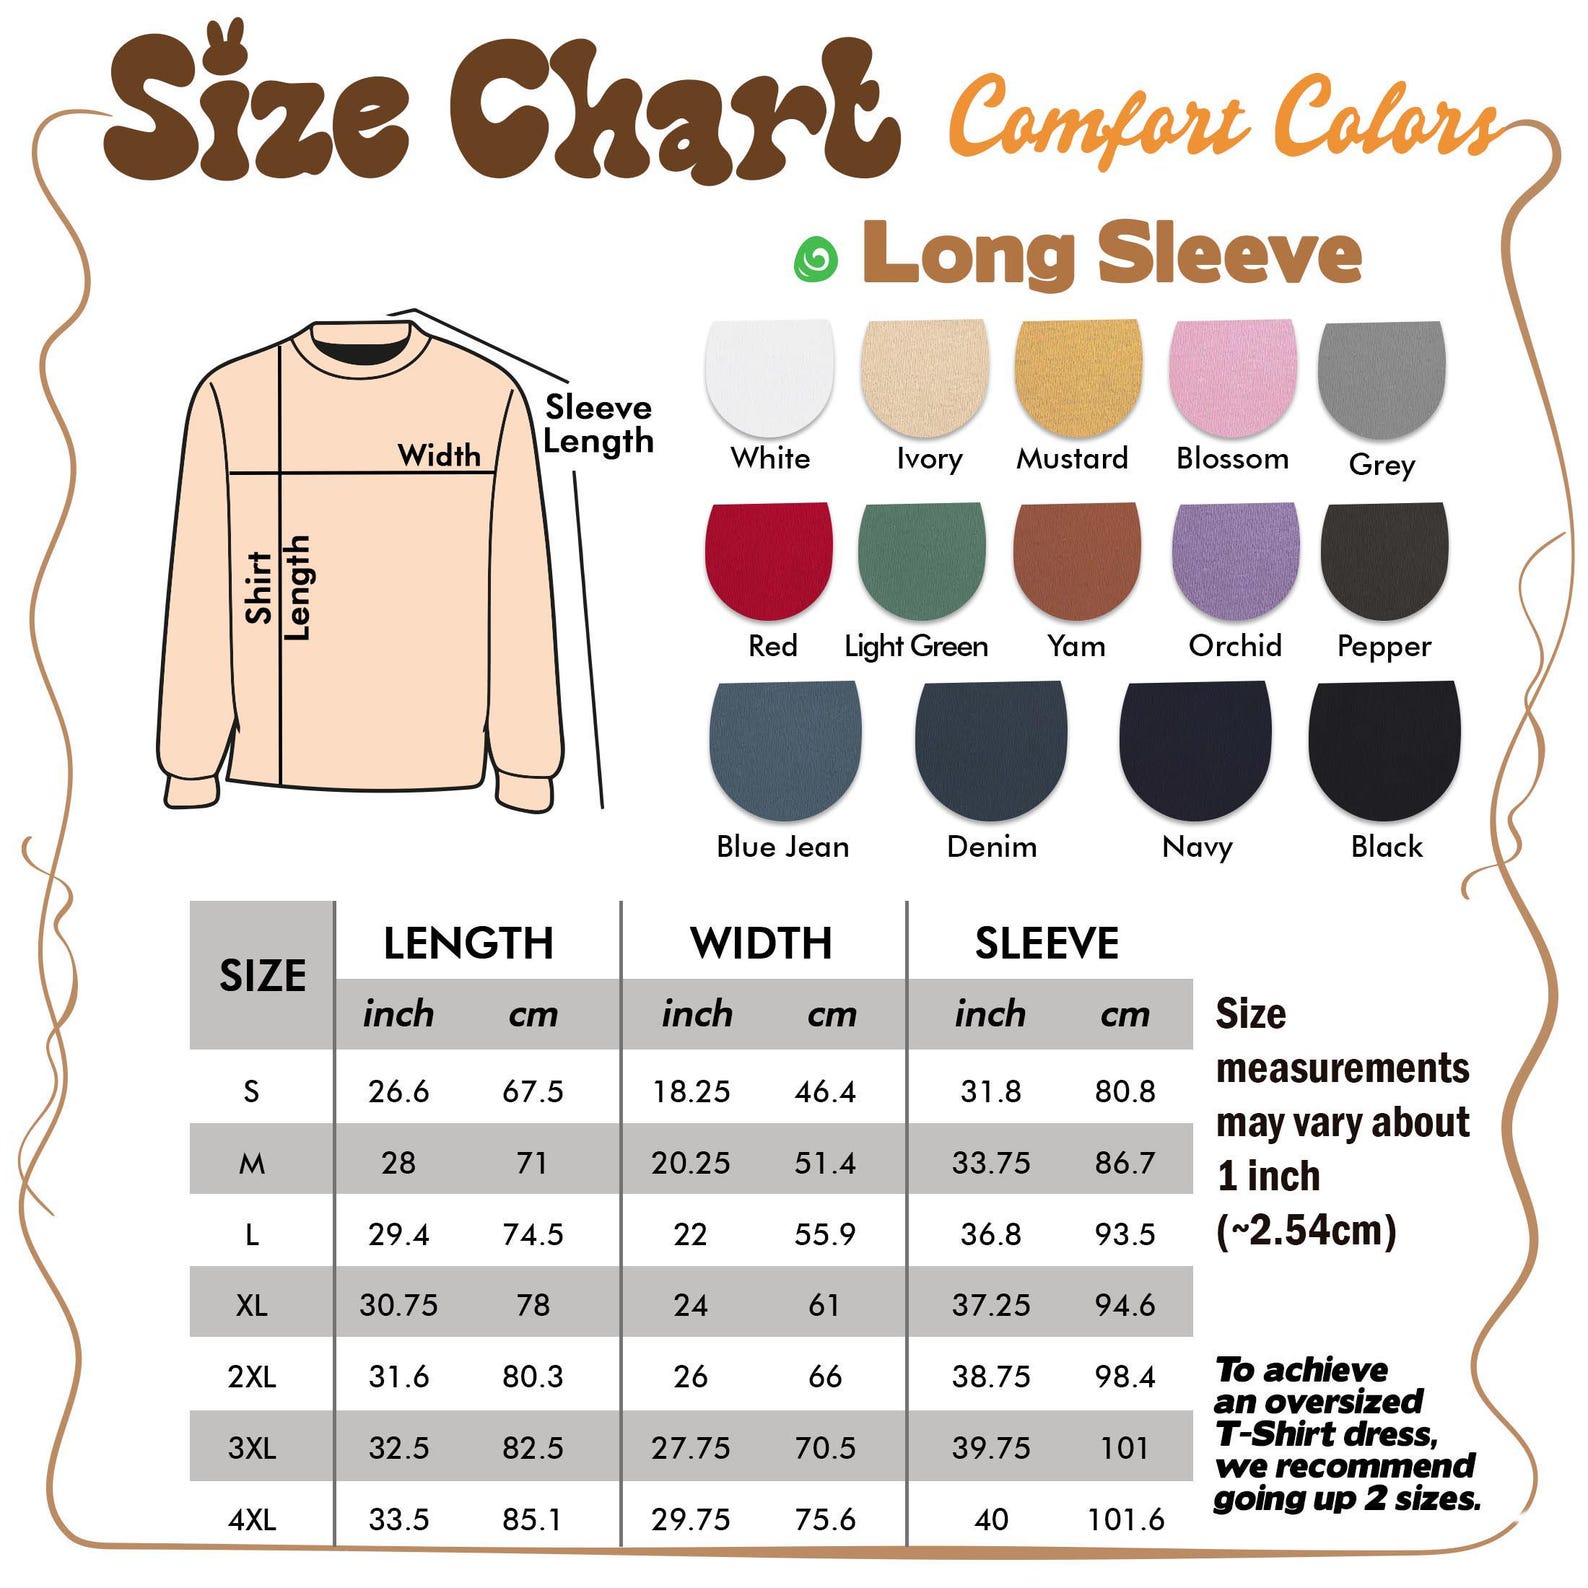 Size Chart Comfort Colors
Long Sleeve
Sleeve
Length
Width
Shirt
Length
White Ivory Mustard Blossom Grey
Red Light Green Yam Orchid Pepper
Blue Jean Denim Navy Black
SIZE LENGTH WIDTH SLEEVE
inch cm inch cm inch cm
S 26.6 67.5 18.25 46.4 31.8 80.8
M 28 71 20.25 51.4 33.75 86.7
L 29.4 74.5 22 55.9 36.8 93.5
XL 30.75 78 24 61 37.25 94.6
2XL 31.6 80.3 26 66 38.75 98.4
3XL 32.5 82.5 27.75 70.5 39.75 101
4XL 33.5 85.1 29.75 75.6 40 101.6
Size
measurements
may vary about
1 inch
(~2.54cm)
To achieve
an oversized
T-Shirt dress,
we recommend
going up 2 sizes.